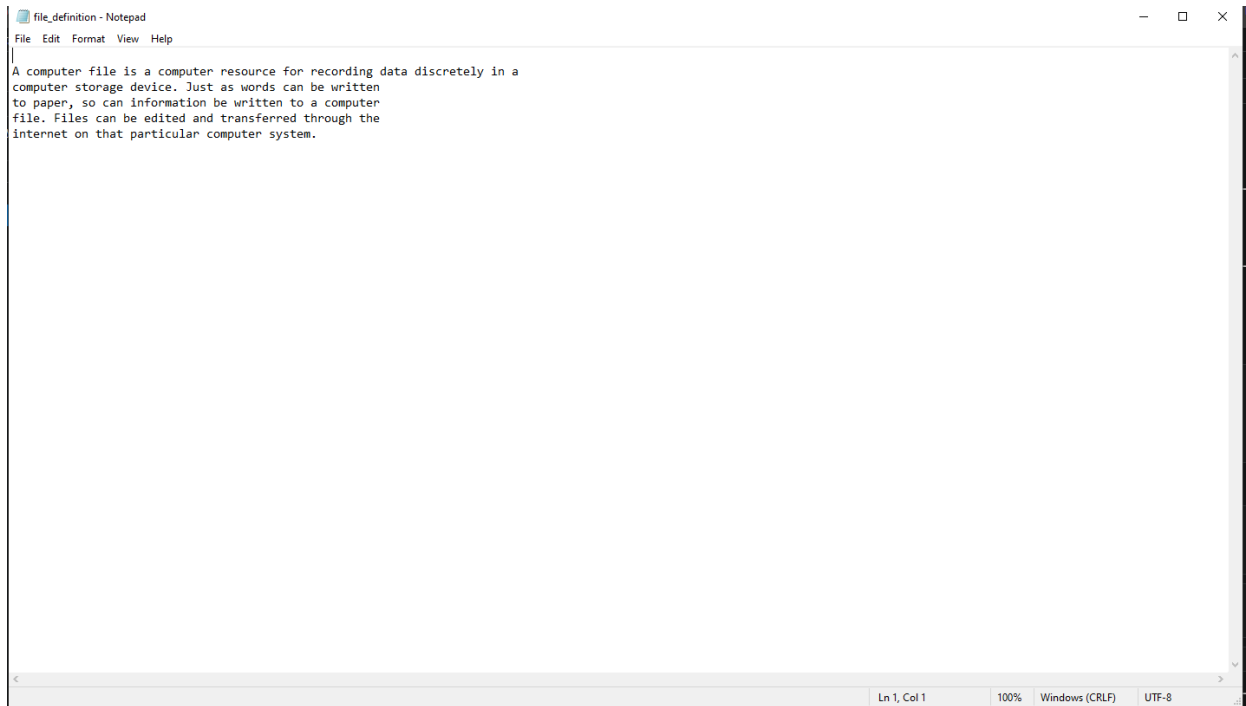 file_definition - Notepad
File Edit Format View Help
A computer file is a computer resource for recording data discretely in a
computer storage device. Just as words can be written
to paper, so can information be written to a computer
file. Files can be edited and transferred through the
internet on that particular computer system.
Ln 1, Col 1 100% Windows (CRLF) UTF-8